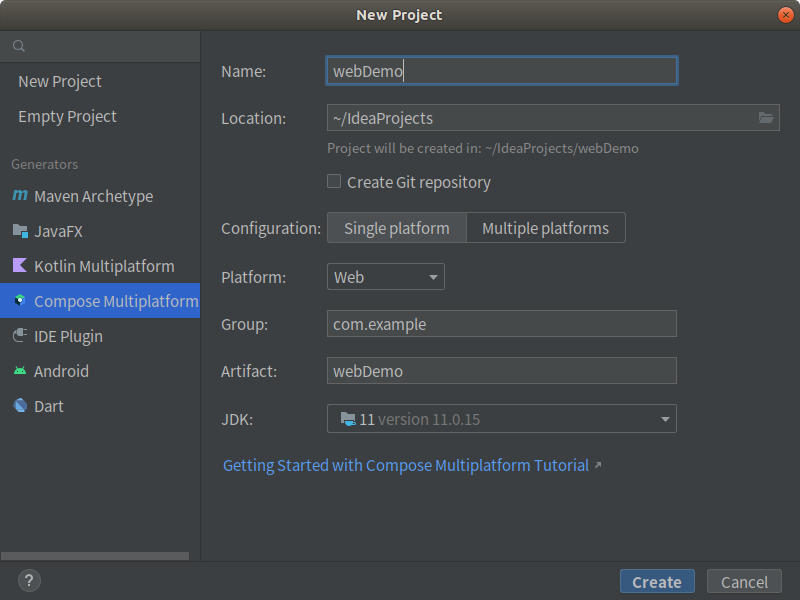 New Project
New Project
Empty Project
Generators
m Maven Archetype
JavaFX
Kotlin Multiplatform
Compose Multiplatform
IDE Plugin
Android
Dart
Name: webDemo
Location: ~/IdeaProjects
Project will be created in: ~/IdeaProjects/webDemo
Create Git repository
Configuration: Single platform Multiple platforms
Platform: Web
Group: com.example
Artifact: webDemo
JDK: 11 version 11.0.15
Getting Started with Compose Multiplatform Tutorial ↗
? Create Cancel